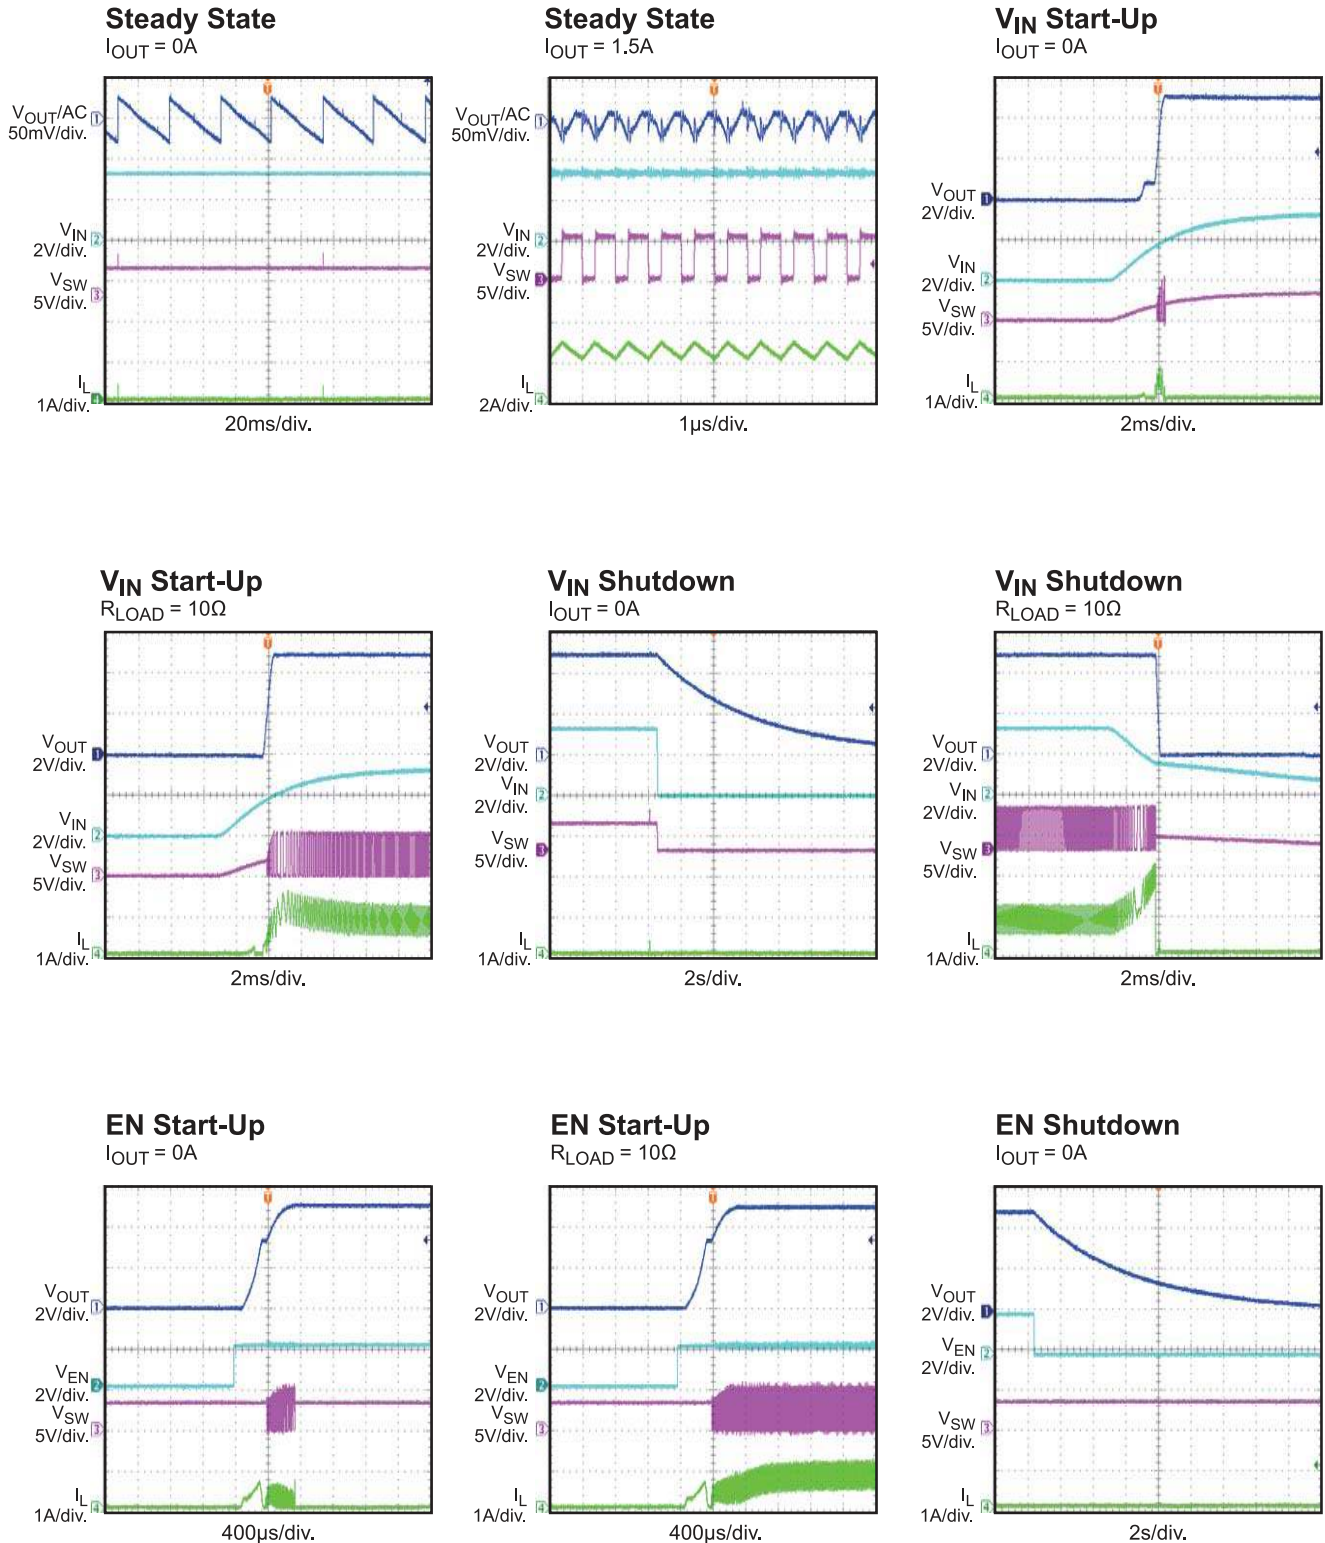 Steady State
IOUT = 0A
VOUT/AC
50mV/div.
VIN
2V/div.
VSW
5V/div.
IL
1A/div.
20ms/div.
Steady State
IOUT = 1.5A
VOUT/AC
50mV/div.
VIN
2V/div.
VSW
5V/div.
IL
2A/div.
1µs/div.
VIN Start-Up
IOUT = 0A
VOUT
2V/div.
VIN
2V/div.
VSW
5V/div.
IL
1A/div.
2ms/div.
VIN Start-Up
RLOAD = 10Ω
VOUT
2V/div.
VIN
2V/div.
VSW
5V/div.
IL
1A/div.
2ms/div.
VIN Shutdown
IOUT = 0A
VOUT
2V/div.
VIN
2V/div.
VSW
5V/div.
IL
1A/div.
2s/div.
VIN Shutdown
RLOAD = 10Ω
VOUT
2V/div.
VIN
2V/div.
VSW
5V/div.
IL
1A/div.
2ms/div.
EN Start-Up
IOUT = 0A
VOUT
2V/div.
VEN
2V/div.
VSW
5V/div.
IL
1A/div.
400µs/div.
EN Start-Up
RLOAD = 10Ω
VOUT
2V/div.
VEN
2V/div.
VSW
5V/div.
IL
1A/div.
400µs/div.
EN Shutdown
IOUT = 0A
VOUT
2V/div.
VEN
2V/div.
VSW
5V/div.
IL
1A/div.
2s/div.